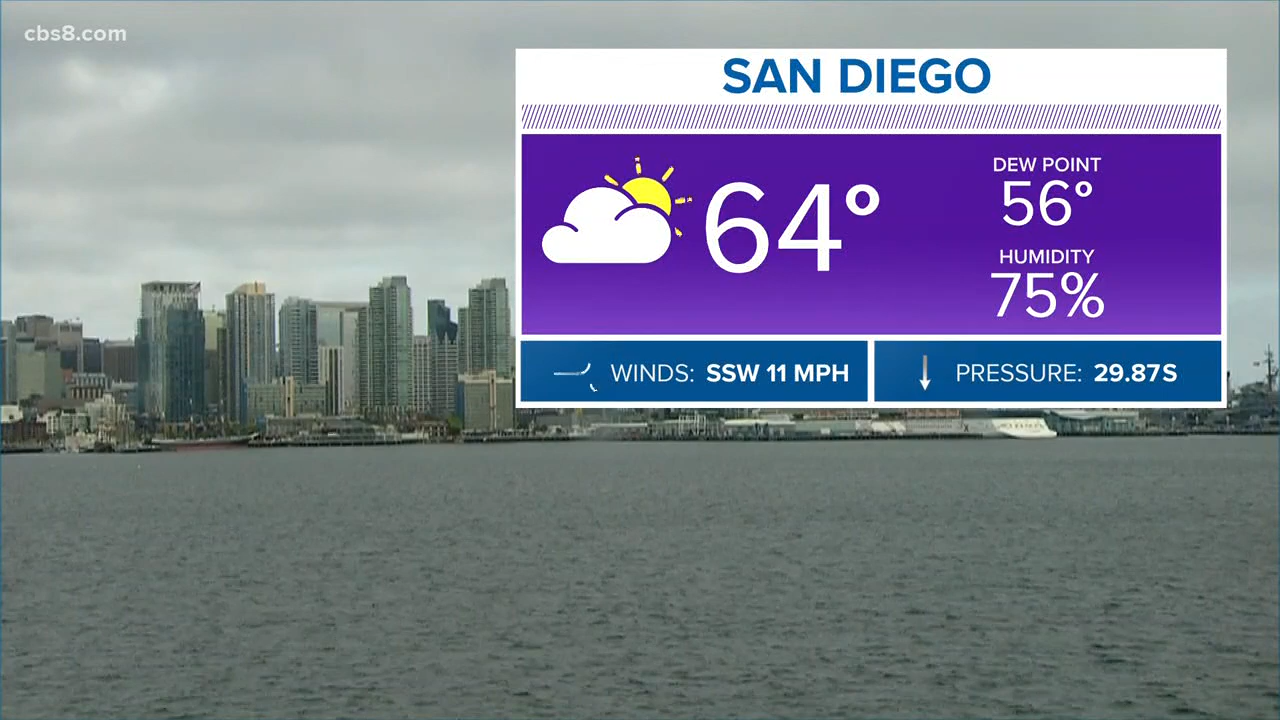 cbs8.com
SAN DIEGO
64°
DEW POINT
56°
HUMIDITY
75%
WINDS: SSW 11 MPH
PRESSURE: 29.87S